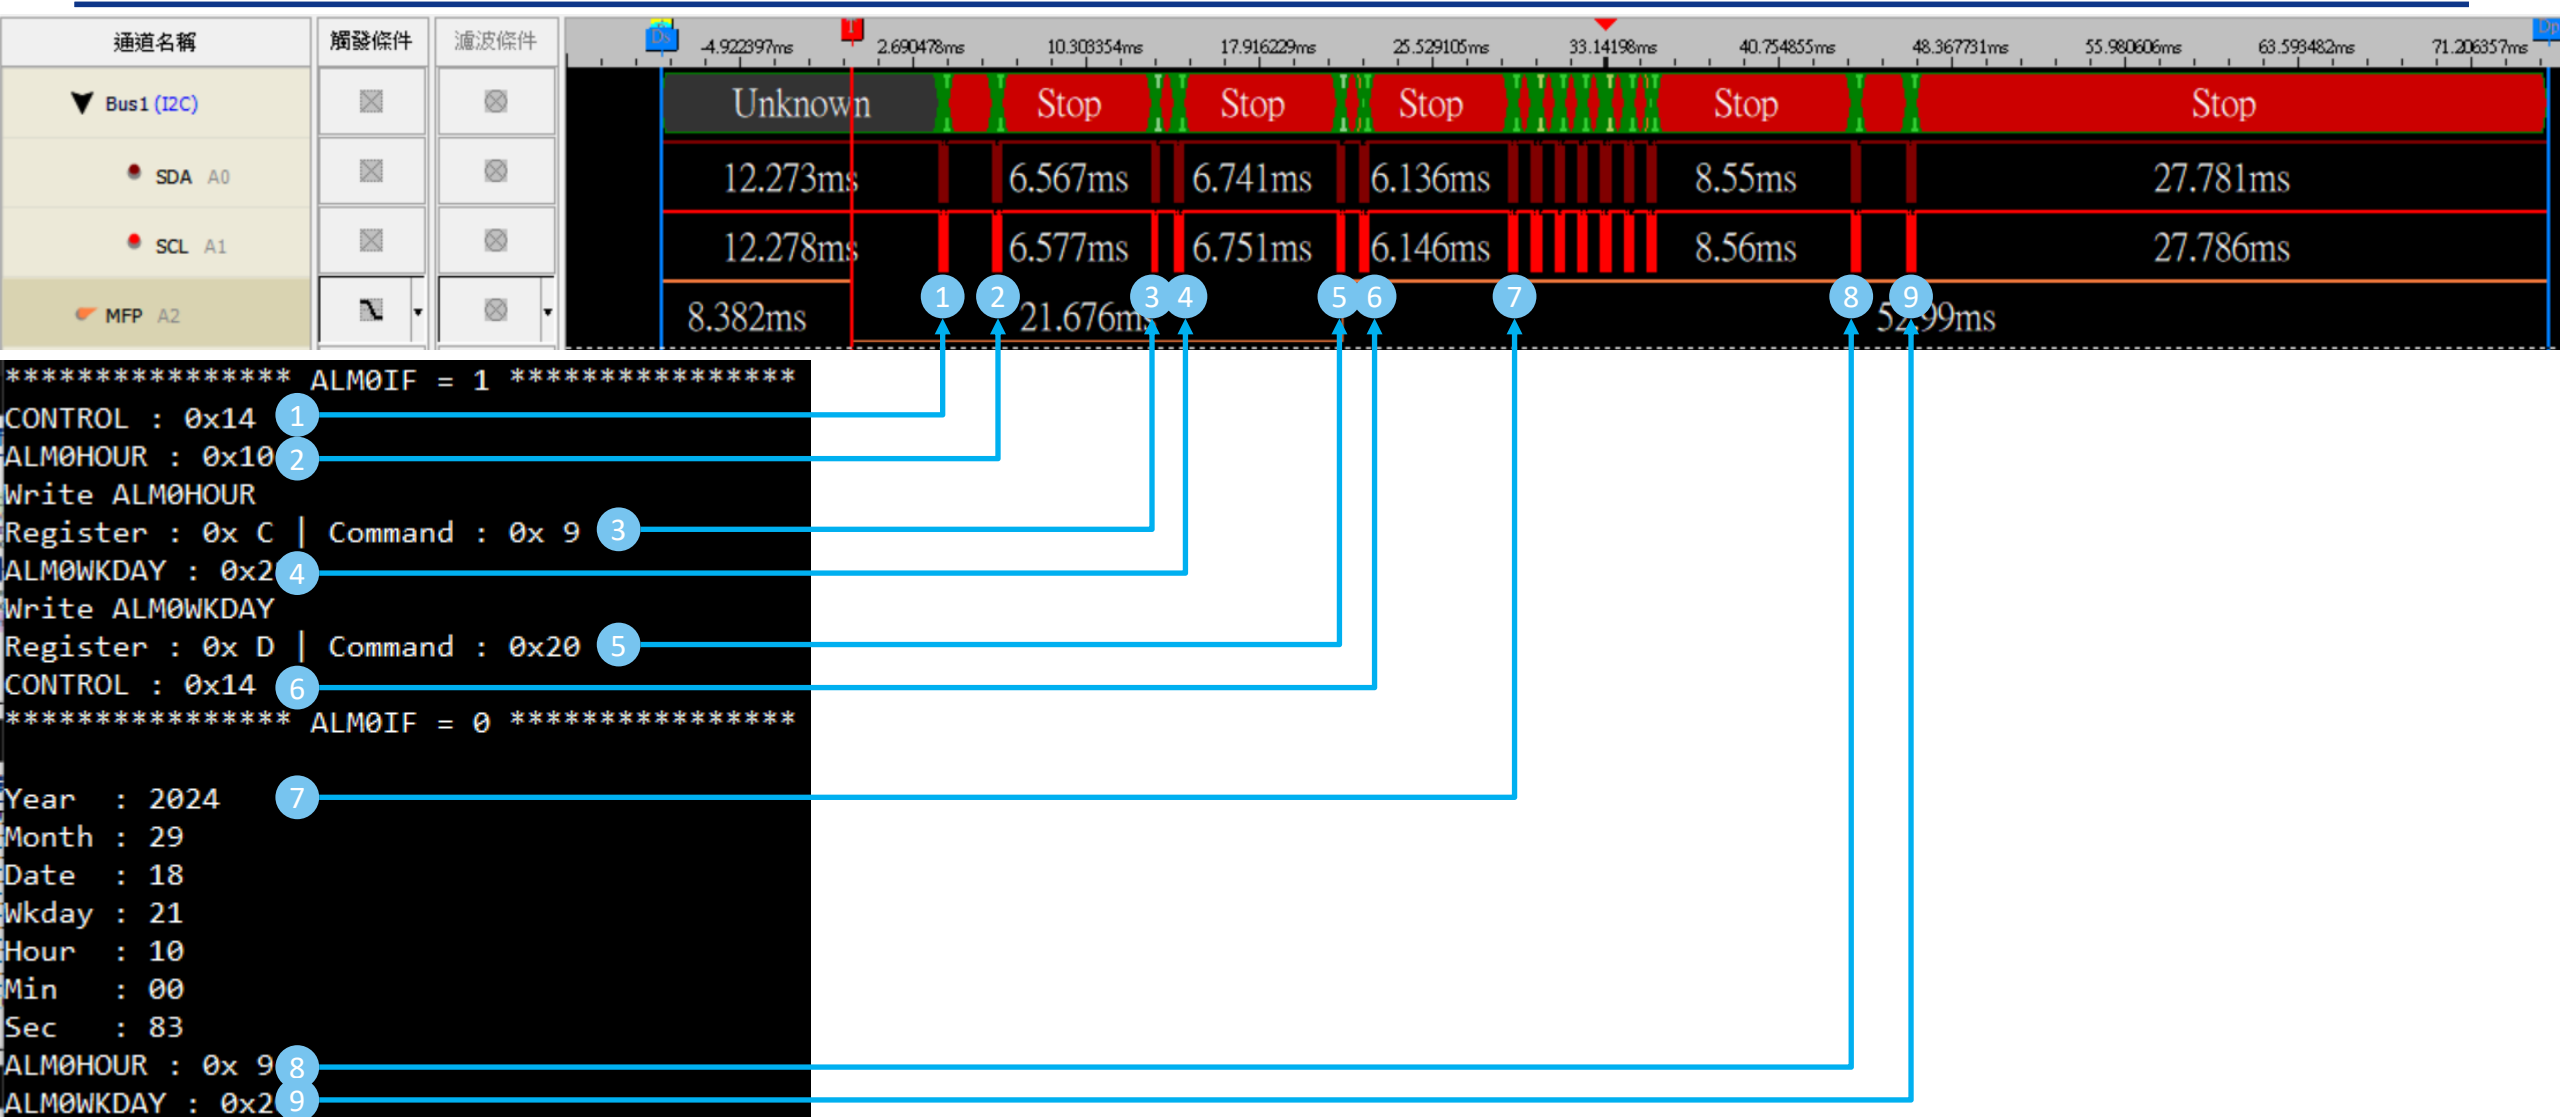 通道名稱 觸發條件 濾波條件 Ds T Dp
-4.922397ms 2.690478ms 10.303354ms 17.916229ms 25.529105ms 33.14198ms 40.754855ms 48.367731ms 55.980606ms 63.593482ms 71.206357ms
Bus1 (I2C) Unknown Stop Stop Stop Stop Stop
SDA A0 12.273ms 6.567ms 6.741ms 6.136ms 8.55ms 27.781ms
SCL A1 12.278ms 6.577ms 6.751ms 6.146ms 8.56ms 27.786ms
1 2 3 4 5 6 7 8 9
MFP A2 8.382ms 21.676ms
**************** ALM0IF = 1 ****************
CONTROL : 0x14 1
ALM0HOUR : 0x10 2
Write ALM0HOUR
Register : 0x C | Command : 0x 9 3
ALM0WKDAY : 0x2 4
Write ALM0WKDAY
Register : 0x D | Command : 0x20 5
CONTROL : 0x14 6
**************** ALM0IF = 0 ****************
Year : 2024 7
Month : 29
Date : 18
Wkday : 21
Hour : 10
Min : 00
Sec : 83
ALM0HOUR : 0x 9 8
ALM0WKDAY : 0x2 9